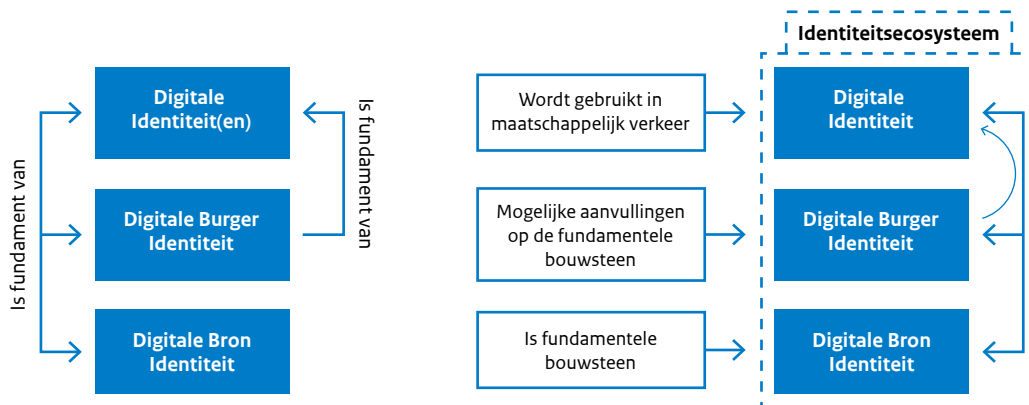 Is fundament van
Digitale
Identiteit(en)
Digitale Burger
Identiteit
Digitale Bron
Identiteit
Is fundament van
Wordt gebruikt in
maatschappelijk verkeer
Mogelijke aanvullingen
op de fundamentele
bouwsteen
Is fundamentele
bouwsteen
Identiteitsecosysteem
Digitale
Identiteit
Digitale Burger
Identiteit
Digitale Bron
Identiteit